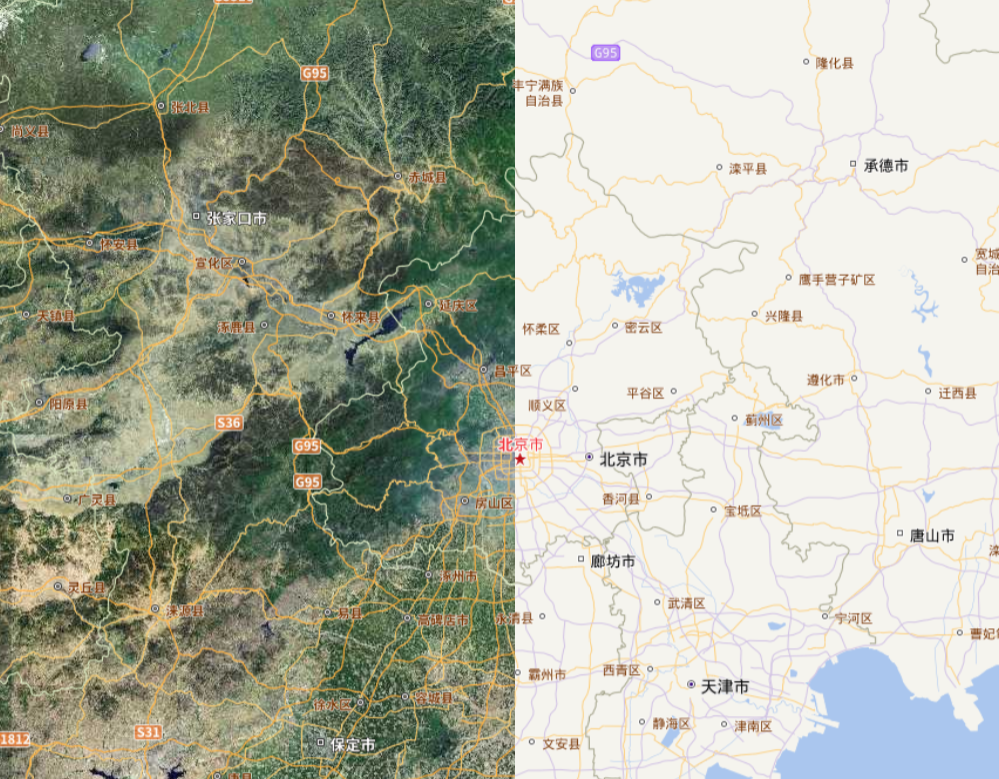 G95
G95
隆化县
丰宁满族
自治县
张北县
尚义县
赤城县
滦平县
承德市
张家口市
怀安县
宣化区
宽城
自治
鹰手营子矿区
天镇县
涿鹿县
怀来县
延庆区
怀柔区
密云区
兴隆县
昌平区
遵化市
迁西县
阳原县
顺义区
平谷区
S36
蓟州区
G95
北京市
北京市
G95
广灵县
房山区
香河县
宝坻区
唐山市
廊坊市
滦
灵丘县
涿州市
涞源县
易县
高碑店市
永清县
武清区
宁河区
曹妃
霸州市
西青区
天津市
徐水区
容城县
静海区
津南区
1812
S31
保定市
文安县